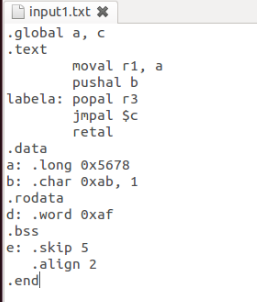 input1.txt ✖
.global a, c
.text
        moval r1, a
        pushal b
labela: popal r3
        jmpal $c
        retal
.data
a: .long 0x5678
b: .char 0xab, 1
.rodata
d: .word 0xaf
.bss
e: .skip 5
   .align 2
.end